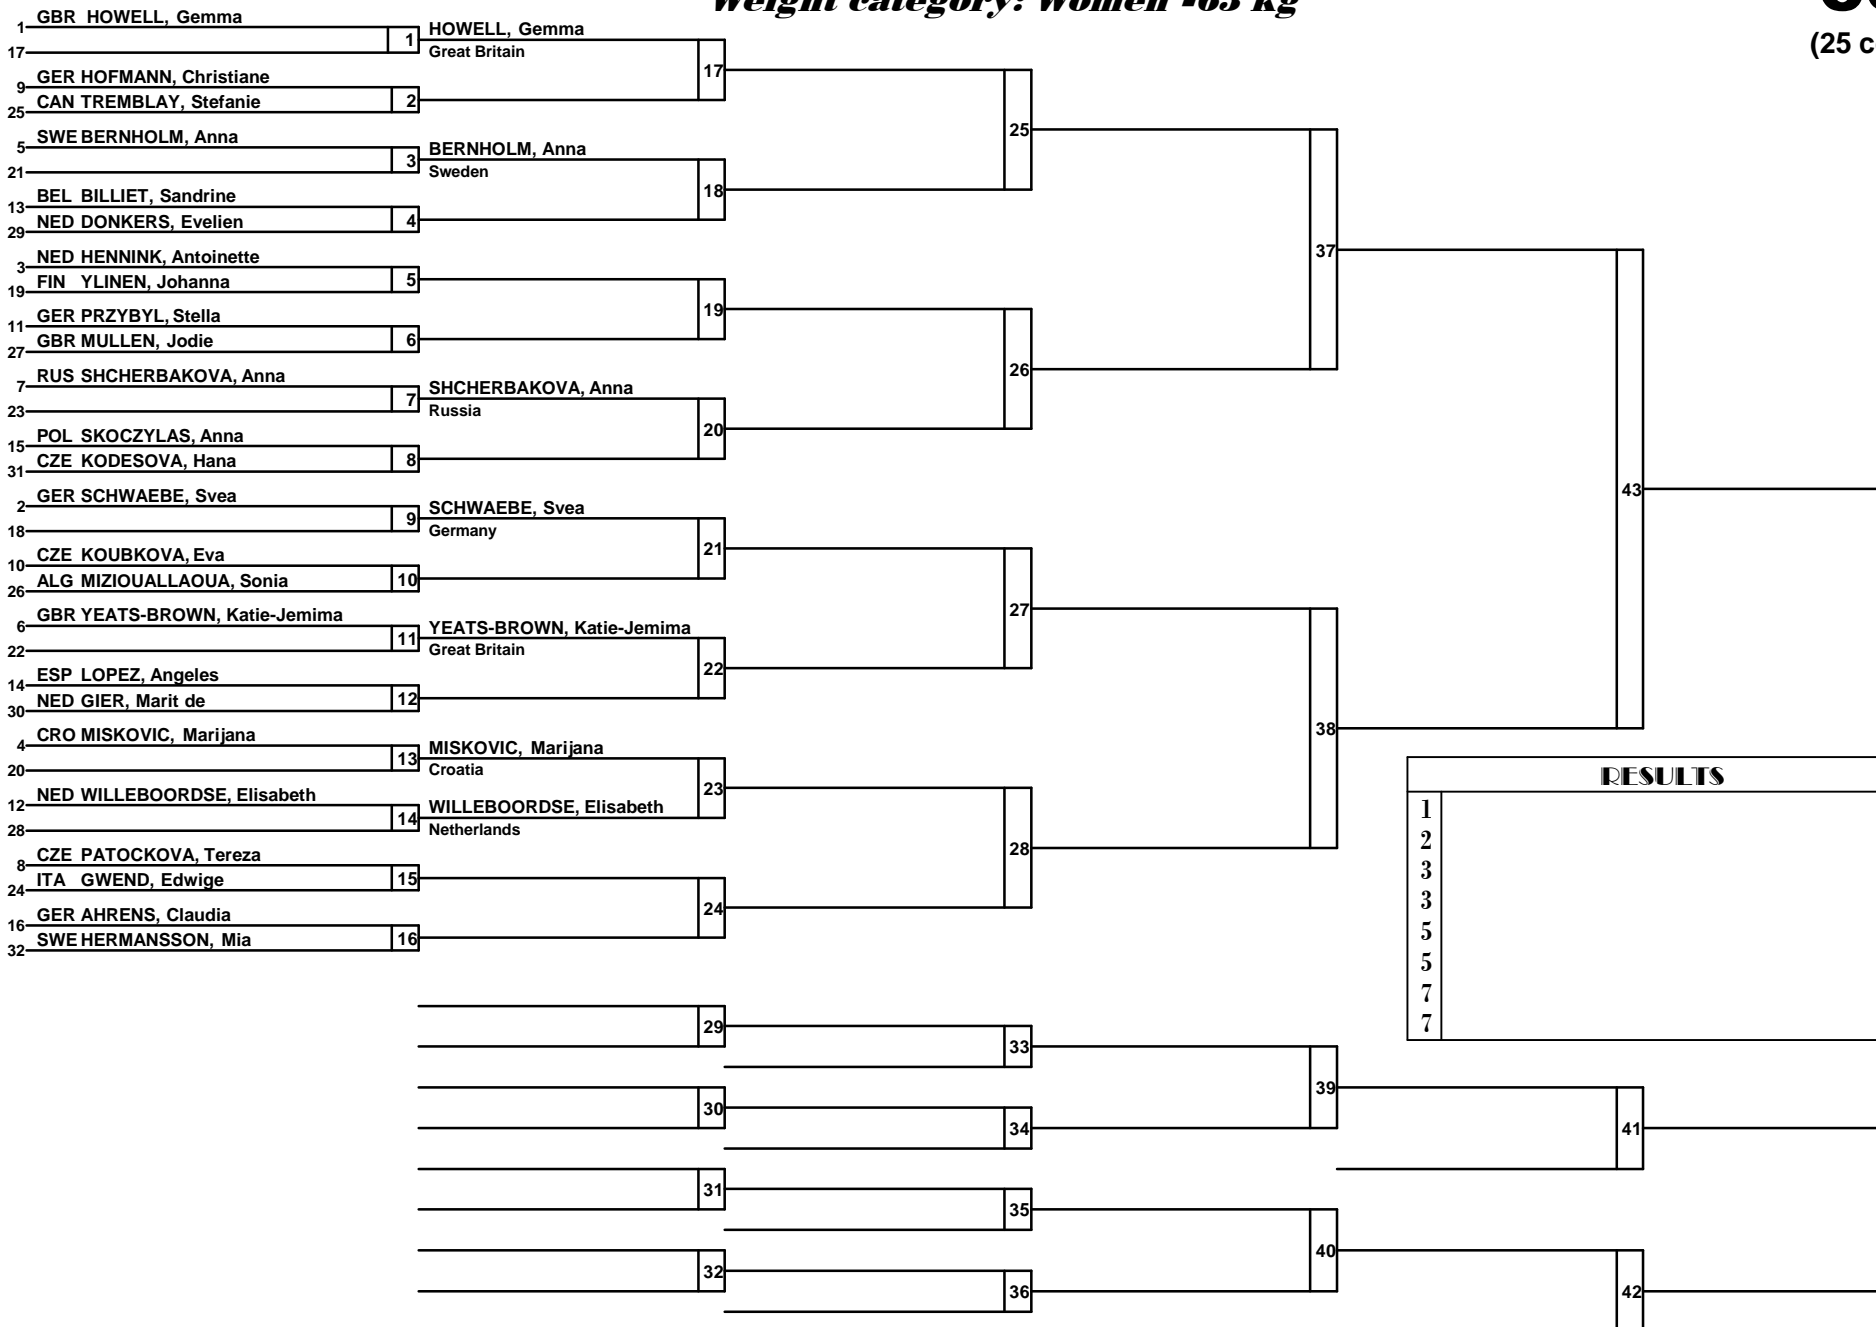 Weight category: Women -63 kg
(25 c
1 GBR HOWELL, Gemma
17
1 HOWELL, Gemma
Great Britain
9 GER HOFMANN, Christiane
25 CAN TREMBLAY, Stefanie
2
17
5 SWE BERNHOLM, Anna
21
3 BERNHOLM, Anna
Sweden
13 BEL BILLIET, Sandrine
29 NED DONKERS, Evelien
4
18
25
3 NED HENNINK, Antoinette
19 FIN YLINEN, Johanna
5
11 GER PRZYBYL, Stella
27 GBR MULLEN, Jodie
6
19
7 RUS SHCHERBAKOVA, Anna
23
7 SHCHERBAKOVA, Anna
Russia
15 POL SKOCZYLAS, Anna
31 CZE KODESOVA, Hana
8
20
26
37
2 GER SCHWAEBE, Svea
18
9 SCHWAEBE, Svea
Germany
10 CZE KOUBKOVA, Eva
26 ALG MIZIOUALLAOUA, Sonia
10
21
6 GBR YEATS-BROWN, Katie-Jemima
22
11 YEATS-BROWN, Katie-Jemima
Great Britain
14 ESP LOPEZ, Angeles
30 NED GIER, Marit de
12
22
27
4 CRO MISKOVIC, Marijana
20
13 MISKOVIC, Marijana
Croatia
12 NED WILLEBOORDSE, Elisabeth
28
14 WILLEBOORDSE, Elisabeth
Netherlands
23
8 CZE PATOCKOVA, Tereza
24 ITA GWEND, Edwige
15
16 GER AHRENS, Claudia
32 SWE HERMANSSON, Mia
16
24
28
38
43
RESULTS
1
2
3
3
5
5
7
7
29
33
30
34
39
41
31
35
32
36
40
42